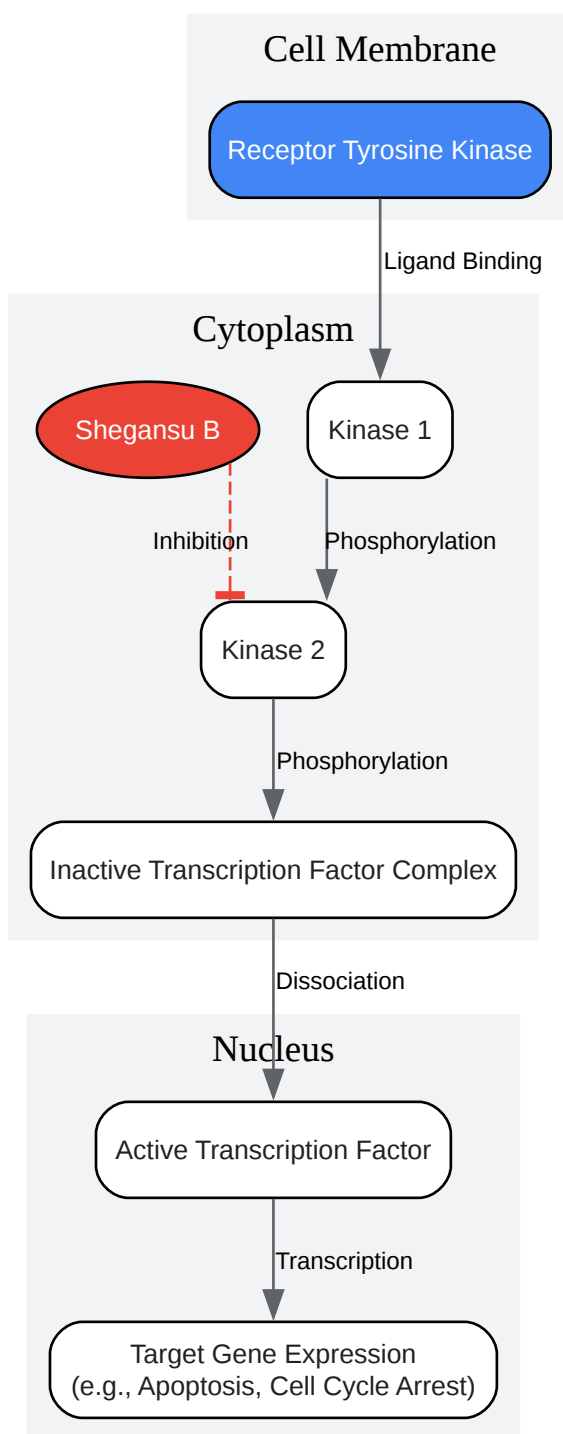 Cell Membrane
Receptor Tyrosine Kinase
Ligand Binding
Cytoplasm
Shegansu B
Kinase 1
Inhibition
Phosphorylation
Kinase 2
Phosphorylation
Inactive Transcription Factor Complex
Dissociation
Nucleus
Active Transcription Factor
Transcription
Target Gene Expression
(e.g., Apoptosis, Cell Cycle Arrest)